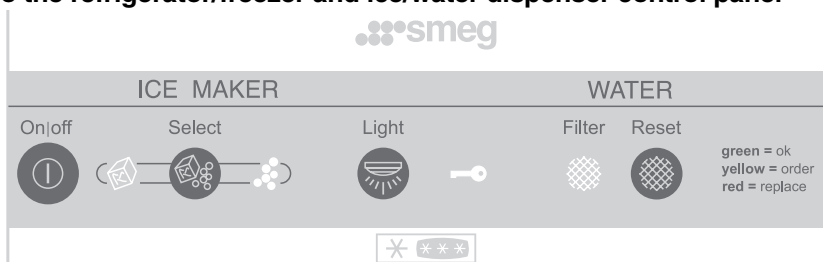 the refrigerator/freezer and ice/water dispenser control panel
smeg
ICE MAKER
WATER
On|off
Select
Light
Filter
Reset
green = ok
yellow = order
red = replace